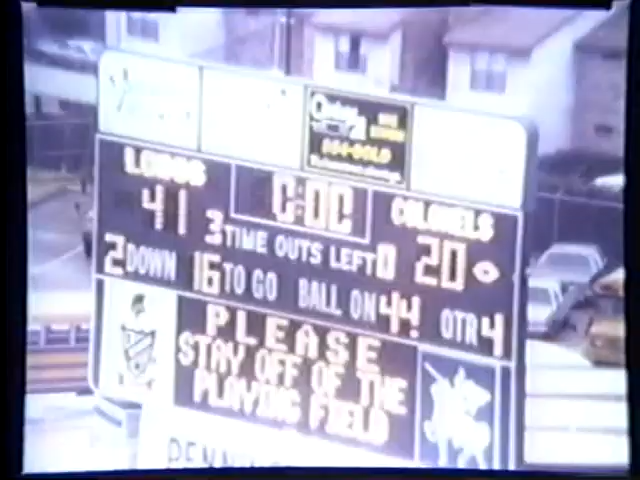 LOBOS 0:00 COLONELS
41 3 TIME OUTS LEFT 0 20
2 DOWN 16 TO GO BALL ON 44 QTR 4
PLEASE
STAY OFF OF THE
PLAYING FIELD